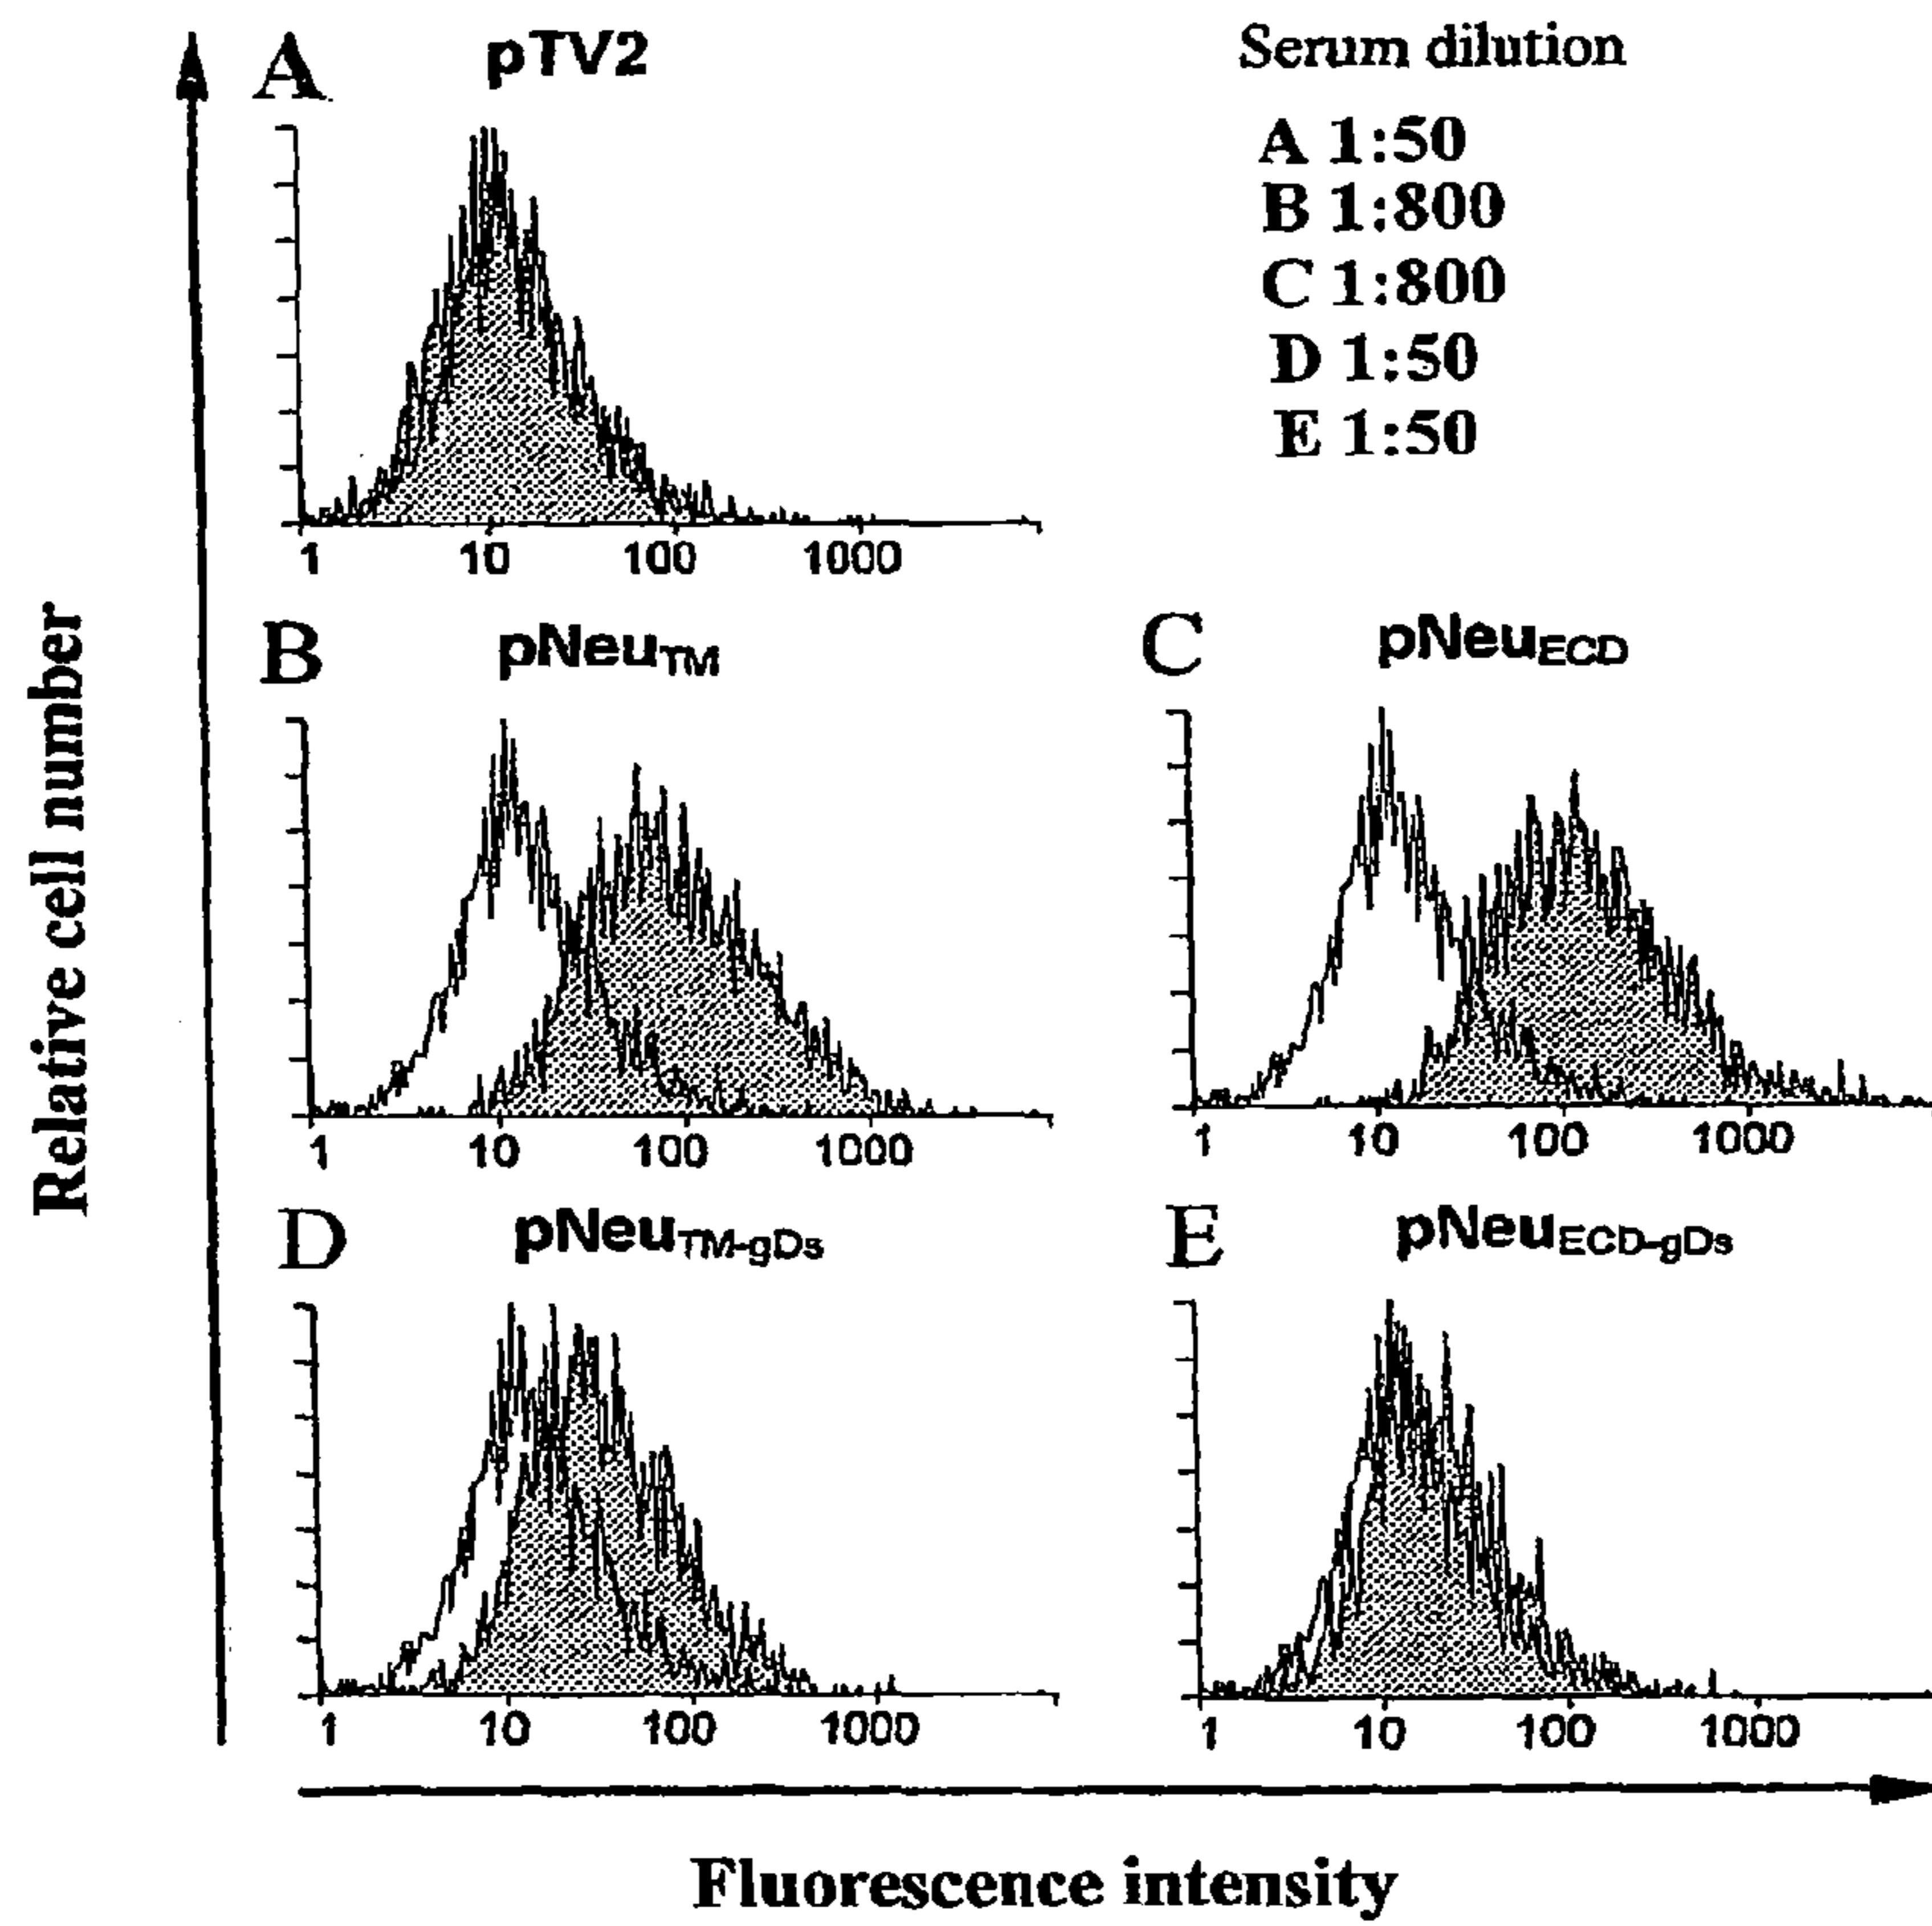 A pTV2
Serum dilution
A 1:50
B 1:800
C 1:800
D 1:50
E 1:50
1 10 100 1000
B pNeuTM
C pNeuECD
1 10 100 1000
1 10 100 1000
D pNeuTM-gDs
E pNeuECD-gDs
1 10 100 1000
1 10 100 1000
Relative cell number
Fluorescence intensity